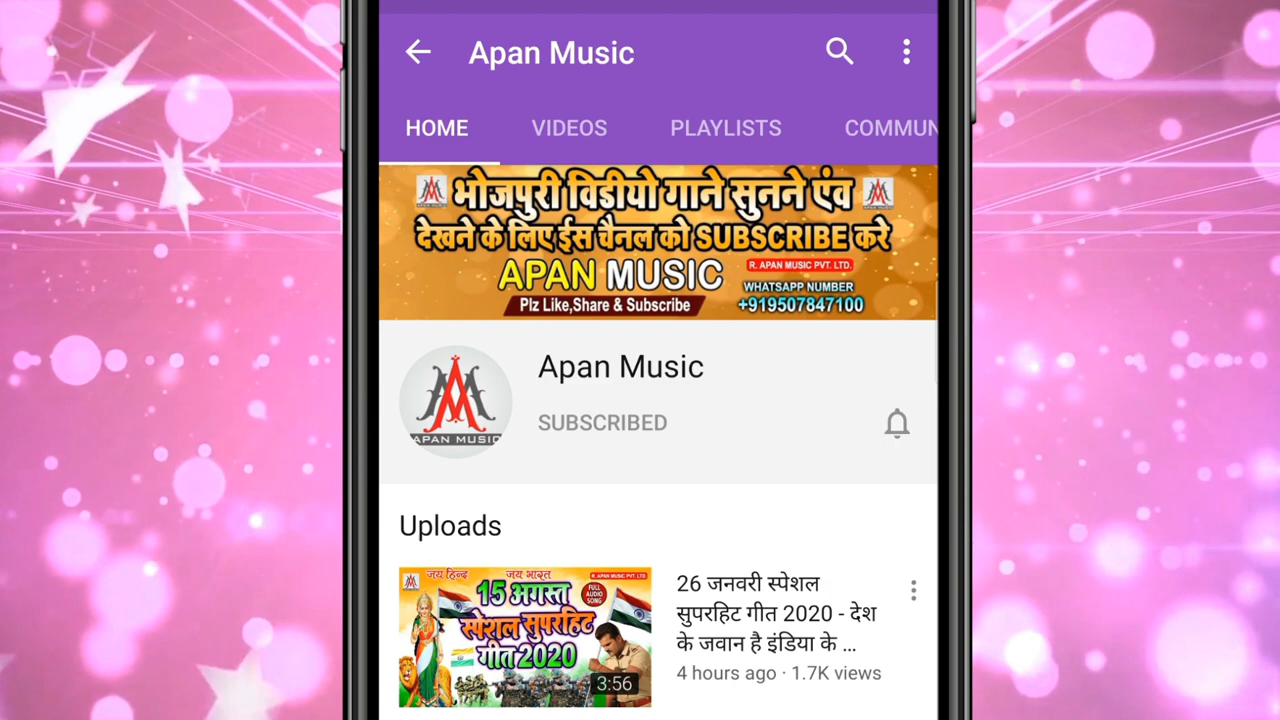 Apan Music
HOME VIDEOS PLAYLISTS COMMUN
भोजपुरी विडीयो गाने सुनने एंव
देखने के लिए ईस चैनल को SUBSCRIBE करे
APAN MUSIC
R. APAN MUSIC PVT. LTD.
WHATSAPP NUMBER
Plz Like,Share & Subscribe
+919507847100
Apan Music
SUBSCRIBED
APAN MUSIC
Uploads
जय हिन्द जय भारत
R. APAN MUSIC PVT. LTD
15 अगस्त
FULL
AUDIO
SONG
स्पेशल सुपरहिट
गीत 2020
3:56
26 जनवरी स्पेशल
सुपरहिट गीत 2020 - देश
के जवान है इंडिया के ...
4 hours ago · 1.7K views